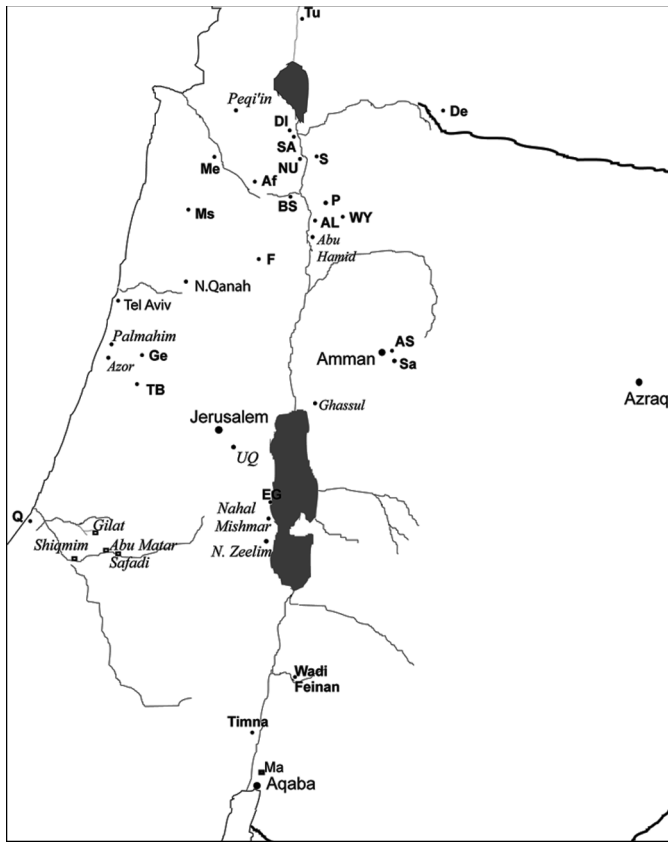 Tu
Peqi'in
De
DI
SA
Me
NU
S
Af
BS
P
Ms
AL
WY
Abu
Hamid
F
N.Qanah
Tel Aviv
Palmahim
Azor
Ge
AS
Amman
Sa
TB
Azraq
Ghassul
Jerusalem
UQ
EG
Nahal
Mishmar
Q
Gilat
Shiqmim
Abu Matar
Safadi
N. Zeelim
Wadi
Feinan
Timna
Ma
Aqaba